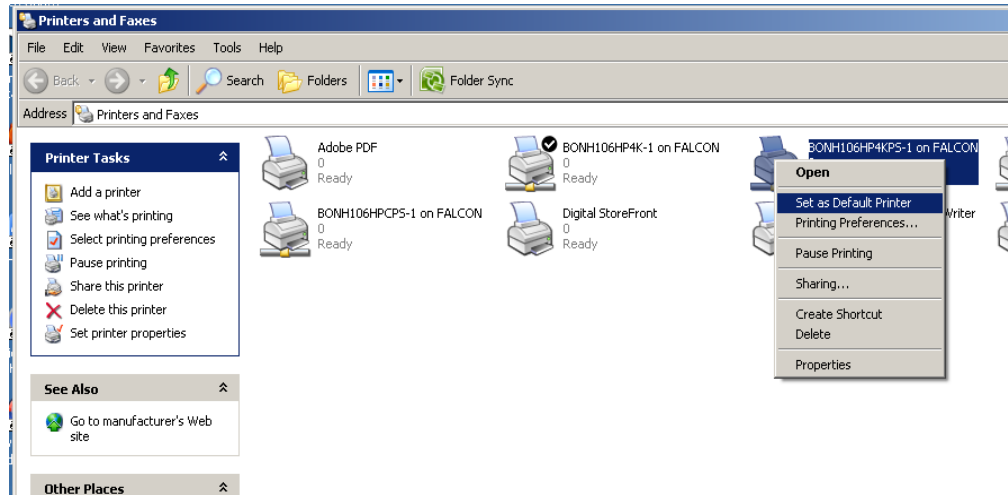 Printers and Faxes
File Edit View Favorites Tools Help
Back Search Folders Folder Sync
Address Printers and Faxes
Printer Tasks
Add a printer
See what's printing
Select printing preferences
Pause printing
Share this printer
Delete this printer
Set printer properties
See Also
Go to manufacturer's Web
site
Other Places
Adobe PDF
0
Ready
BONH106HP4K-1 on FALCON
0
Ready
BONH106HP4KPS-1 on FALCON
BONH106HPCPS-1 on FALCON
0
Ready
Digital StoreFront
0
Ready
Writer
Open
Set as Default Printer
Printing Preferences...
Pause Printing
Sharing...
Create Shortcut
Delete
Properties